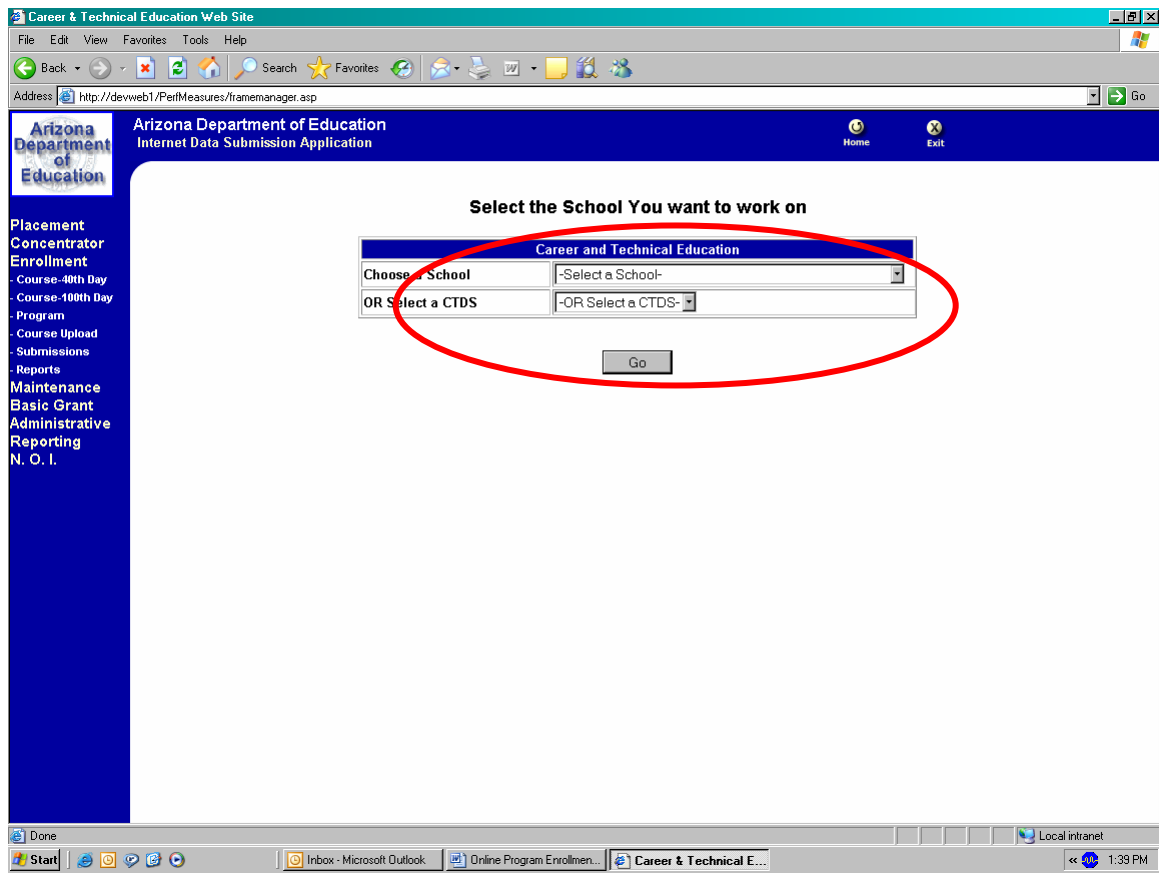 Career & Technical Education Web Site
File Edit View Favorites Tools Help
Back Search Favorites
Address http://devweb1/PerfMeasures/framemanager.asp Go
Arizona
Department
of
Education
Arizona Department of Education
Internet Data Submission Application
Home Exit
Placement
Concentrator
Enrollment
- Course-40th Day
- Course-100th Day
- Program
- Course Upload
- Submissions
- Reports
Maintenance
Basic Grant
Administrative
Reporting
N. O. I.
Select the School You want to work on
Career and Technical Education
Choose a School -Select a School-
OR Select a CTDS -OR Select a CTDS-
Go
Done Local intranet
Start Inbox - Microsoft Outlook Online Program Enrollmen... Career & Technical E... 1:39 PM